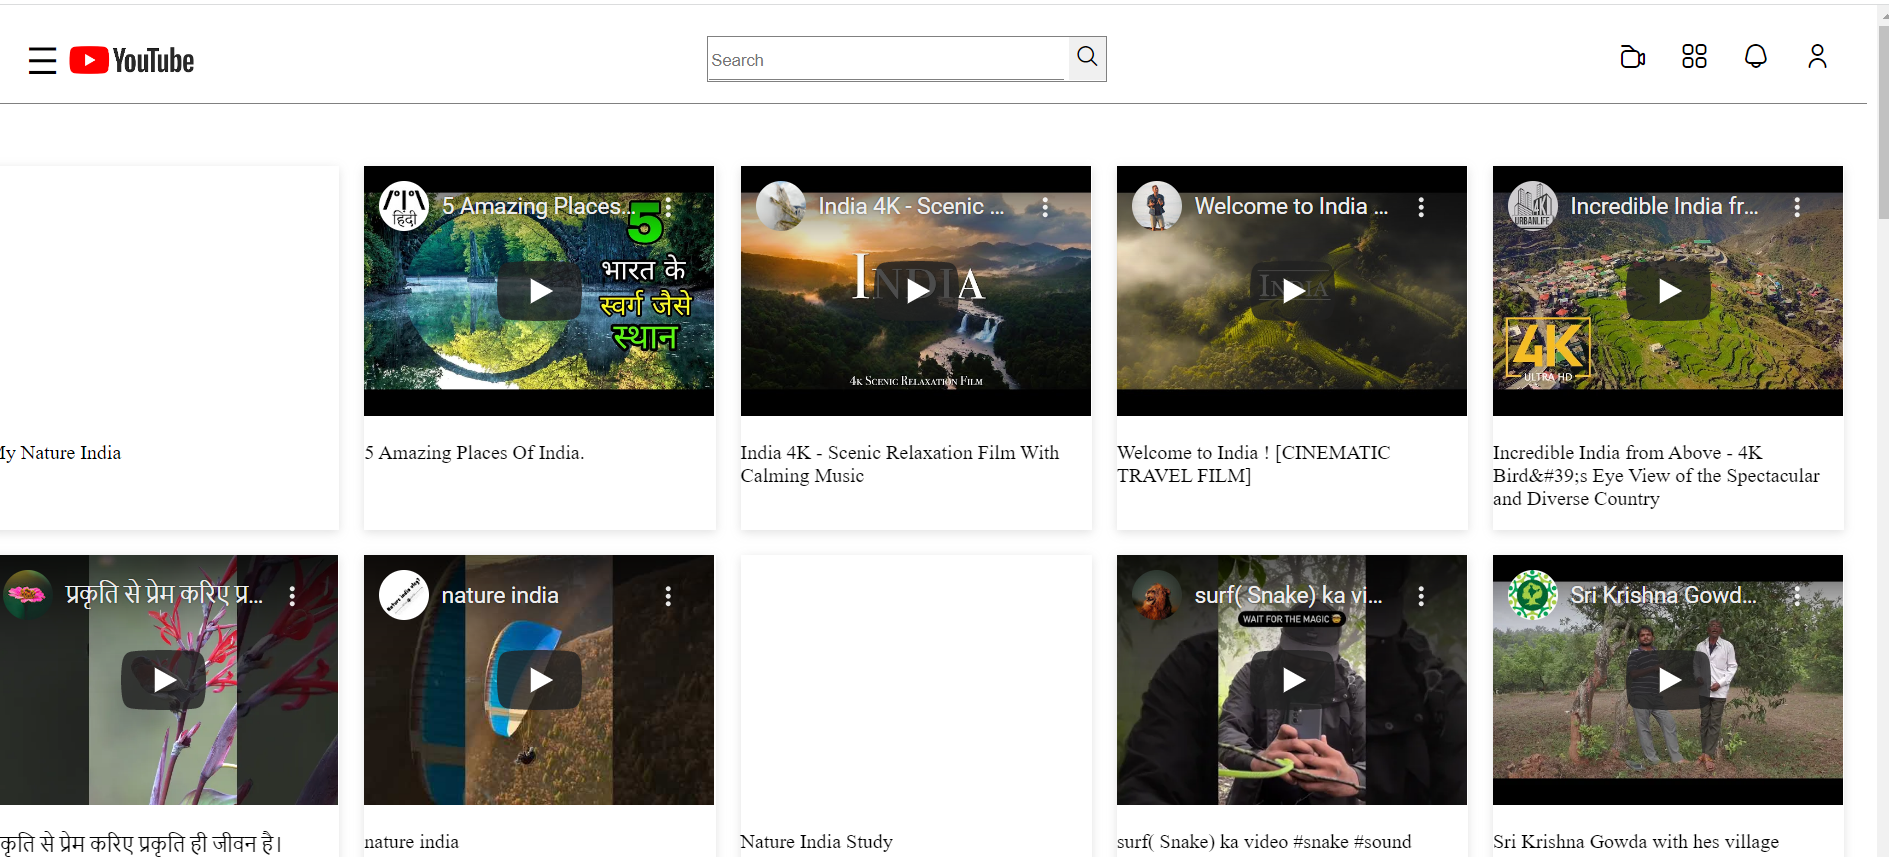 YouTube
Search
हिंदी
5 Amazing Places...
5
भारत के
स्वर्ग जैसे
स्थान
India 4K - Scenic ...
INDIA
4K SCENIC RELAXATION FILM
Welcome to India ...
INDIA
4K
URBANLIFE
Incredible India fr...
4K
ULTRA HD
My Nature India
5 Amazing Places Of India.
India 4K - Scenic Relaxation Film With
Calming Music
Welcome to India ! [CINEMATIC
TRAVEL FILM]
Incredible India from Above - 4K
Bird&#39;s Eye View of the Spectacular
and Diverse Country
प्रकृति से प्रेम करिए प्र...
nature india
surf( Snake) ka vi...
WAIT FOR THE MAGIC
Sri Krishna Gowd...
कृति से प्रेम करिए प्रकृति ही जीवन है।
nature india
Nature India Study
surf( Snake) ka video #snake #sound
Sri Krishna Gowda with hes village